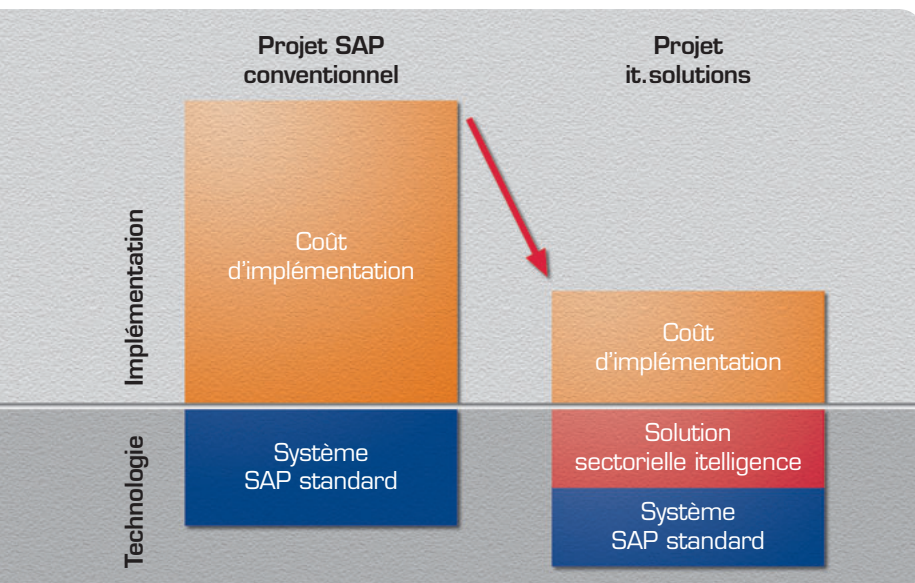 Projet SAP
conventionnel
Projet
it.solutions
Implémentation
Coût
d'implémentation
Coût
d'implémentation
Technologie
Système
SAP standard
Solution
sectorielle itelligence
Système
SAP standard